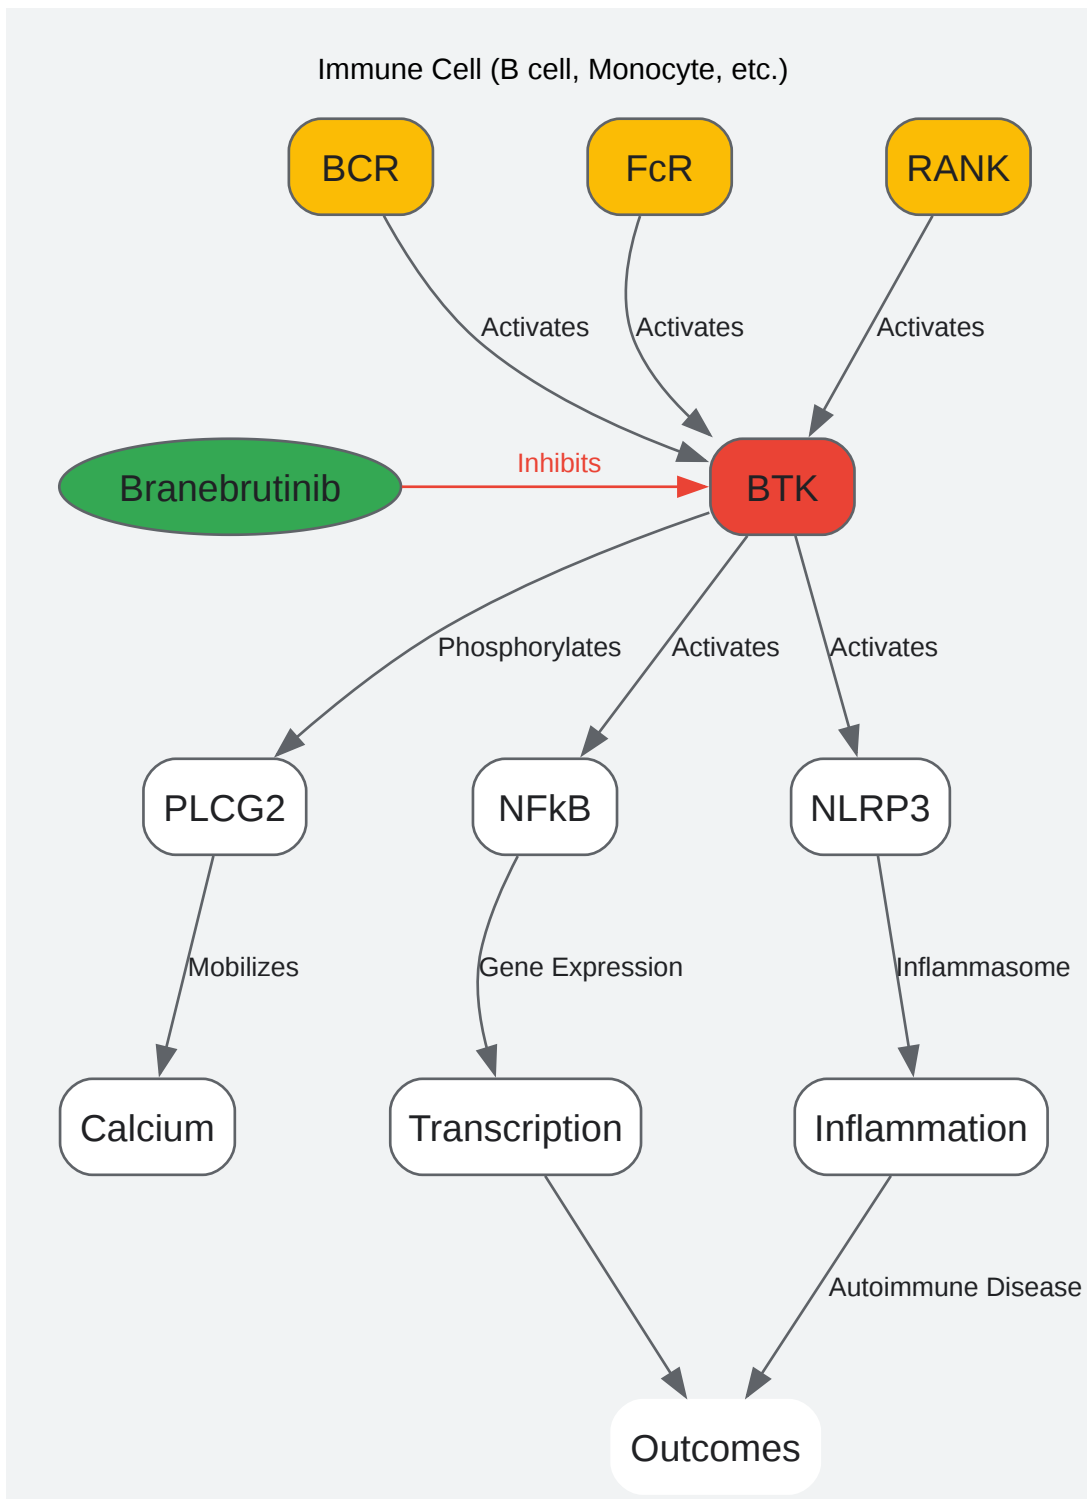 Immune Cell (B cell, Monocyte, etc.)
BCR
FcR
RANK
Activates
Activates
Activates
Inhibits
Branebrutinib
BTK
Phosphorylates
Activates
Activates
PLCG2
NFkB
NLRP3
Mobilizes
Gene Expression
Inflammasome
Calcium
Transcription
Inflammation
Autoimmune Disease
Outcomes